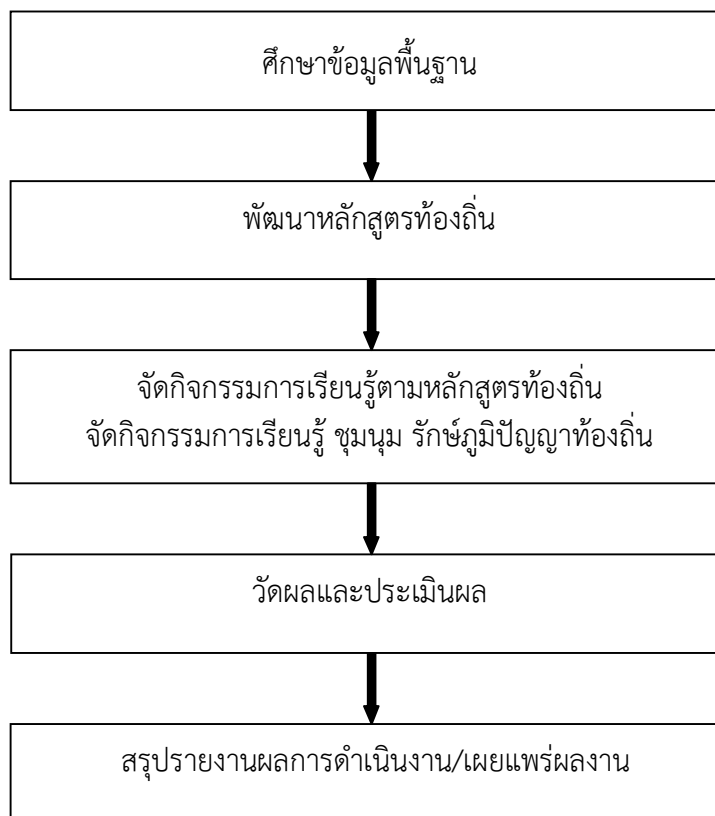 ศึกษาข้อมูลพื้นฐาน
พัฒนาหลักสูตรท้องถิ่น
จัดกิจกรรมการเรียนรู้ตามหลักสูตรท้องถิ่น
จัดกิจกรรมการเรียนรู้ ชุมนุม รักษ์ภูมิปัญญาท้องถิ่น
วัดผลและประเมินผล
สรุปรายงานผลการดำเนินงาน/เผยแพร่ผลงาน